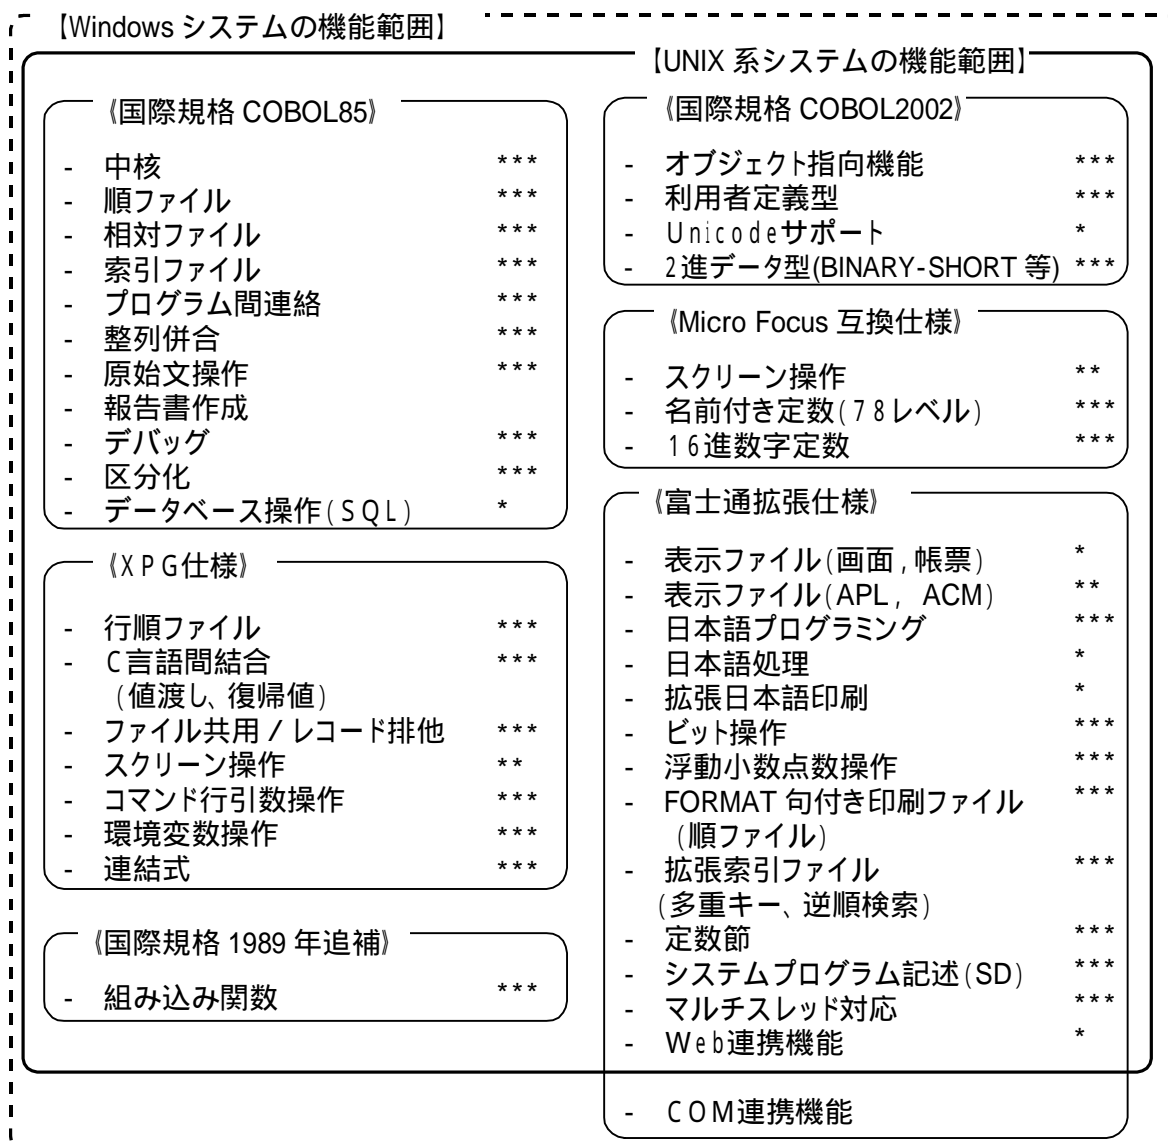 【Windows システムの機能範囲】
【UNIX 系システムの機能範囲】
《国際規格 COBOL85》
- 中核 ***
- 順ファイル ***
- 相対ファイル ***
- 索引ファイル ***
- プログラム間連絡 ***
- 整列併合 ***
- 原始文操作 ***
- 報告書作成
- デバッグ ***
- 区分化 ***
- データベース操作(SQL) *
《XPG仕様》
- 行順ファイル ***
- C言語間結合 ***
(値渡し、復帰値)
- ファイル共用/レコード排他 ***
- スクリーン操作 **
- コマンド行引数操作 ***
- 環境変数操作 ***
- 連結式 ***
《国際規格 1989 年追補》
- 組み込み関数 ***
《国際規格 COBOL2002》
- オブジェクト指向機能 ***
- 利用者定義型 ***
- Unicodeサポート *
- 2進データ型(BINARY-SHORT 等) ***
《Micro Focus 互換仕様》
- スクリーン操作 **
- 名前付き定数(78レベル) ***
- 16進数字定数 ***
《富士通拡張仕様》
- 表示ファイル(画面,帳票) *
- 表示ファイル(APL, ACM) **
- 日本語プログラミング ***
- 日本語処理 *
- 拡張日本語印刷 *
- ビット操作 ***
- 浮動小数点数操作 ***
- FORMAT 句付き印刷ファイル ***
(順ファイル)
- 拡張索引ファイル ***
(多重キー、逆順検索)
- 定数節 ***
- システムプログラム記述(SD) ***
- マルチスレッド対応 ***
- Web連携機能 *
- COM連携機能